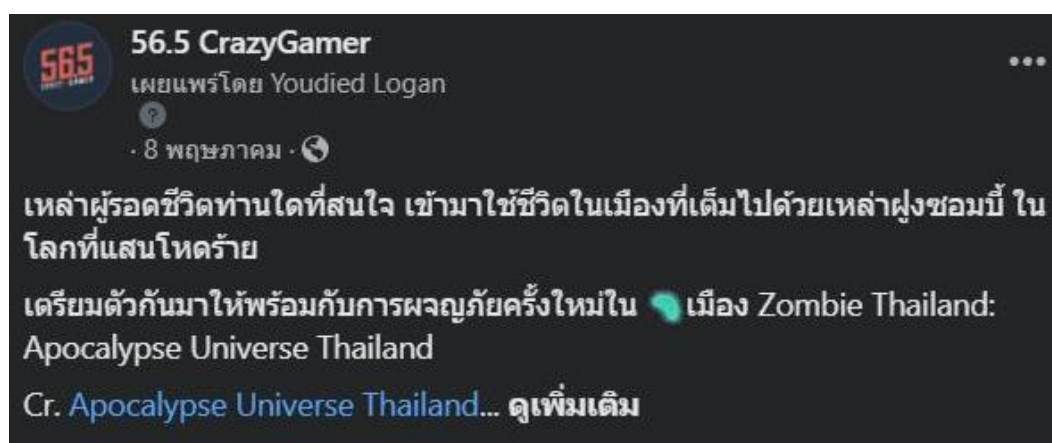 565
56.5 CrazyGamer
เผยแพร่โดย Youdied Logan
?
· 8 พฤษภาคม ·
เหล่าผู้รอดชีวิตท่านใดที่สนใจ เข้ามาใช้ชีวิตในเมืองที่เต็มไปด้วยเหล่าฝูงซอมบี้ ใน
โลกที่แสนโหดร้าย
เตรียมตัวกันมาให้พร้อมกับการผจญภัยครั้งใหม่ใน เมือง Zombie Thailand:
Apocalypse Universe Thailand
Cr. Apocalypse Universe Thailand... ดูเพิ่มเติม